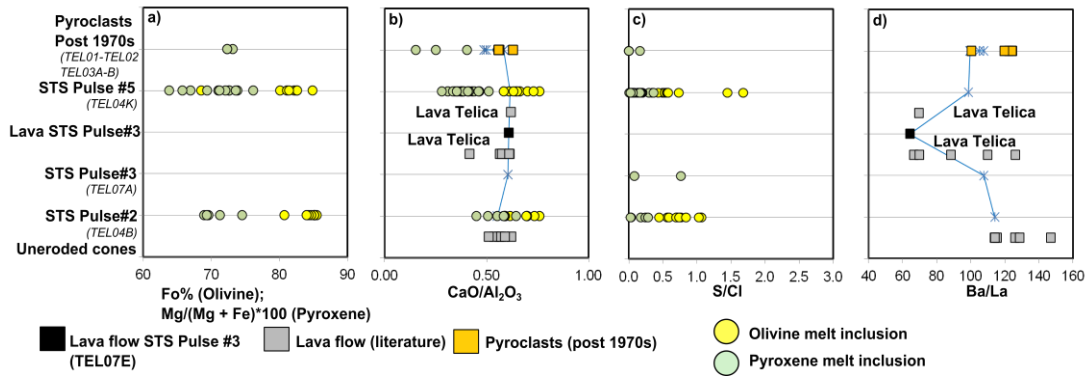 Pyroclasts
Post 1970s
(TEL01-TEL02
TEL03A-B)
STS Pulse #5
(TEL04K)
Lava STS Pulse#3
STS Pulse#3
(TEL07A)
STS Pulse#2
(TEL04B)
Uneroded cones
a)
60 70 80 90
Fo% (Olivine);
Mg/(Mg + Fe)*100 (Pyroxene)
b)
Lava Telica
Lava Telica
0.00 0.50 1.00
CaO/Al₂O₃
c)
0.0 0.5 1.0 1.5 2.0 2.5 3.0
S/Cl
d)
Lava Telica
Lava Telica
40 60 80 100 120 140 160
Ba/La
Lava flow STS Pulse #3
(TEL07E)
Lava flow (literature)
Pyroclasts (post 1970s)
Olivine melt inclusion
Pyroxene melt inclusion